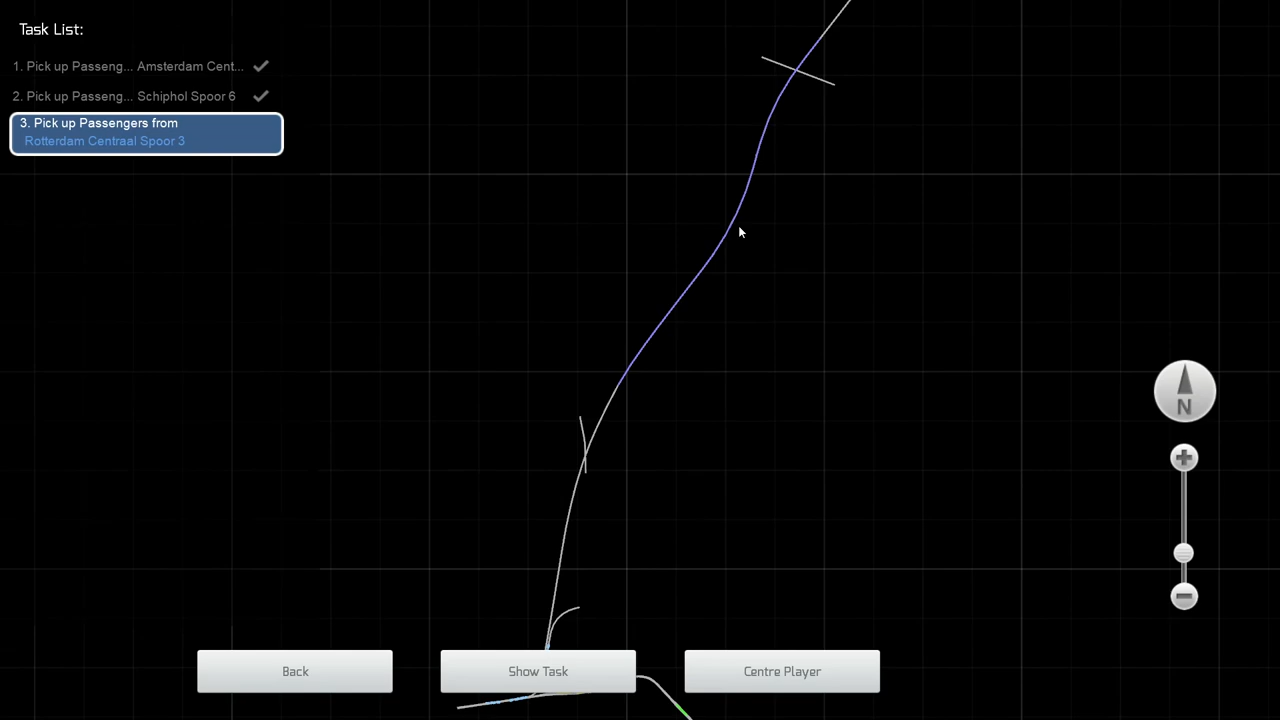 Task List:
1. Pick up Passeng... Amsterdam Cent...
2. Pick up Passeng... Schiphol Spoor 6
3. Pick up Passengers from
Rotterdam Centraal Spoor 3
N
Back
Show Task
Centre Player